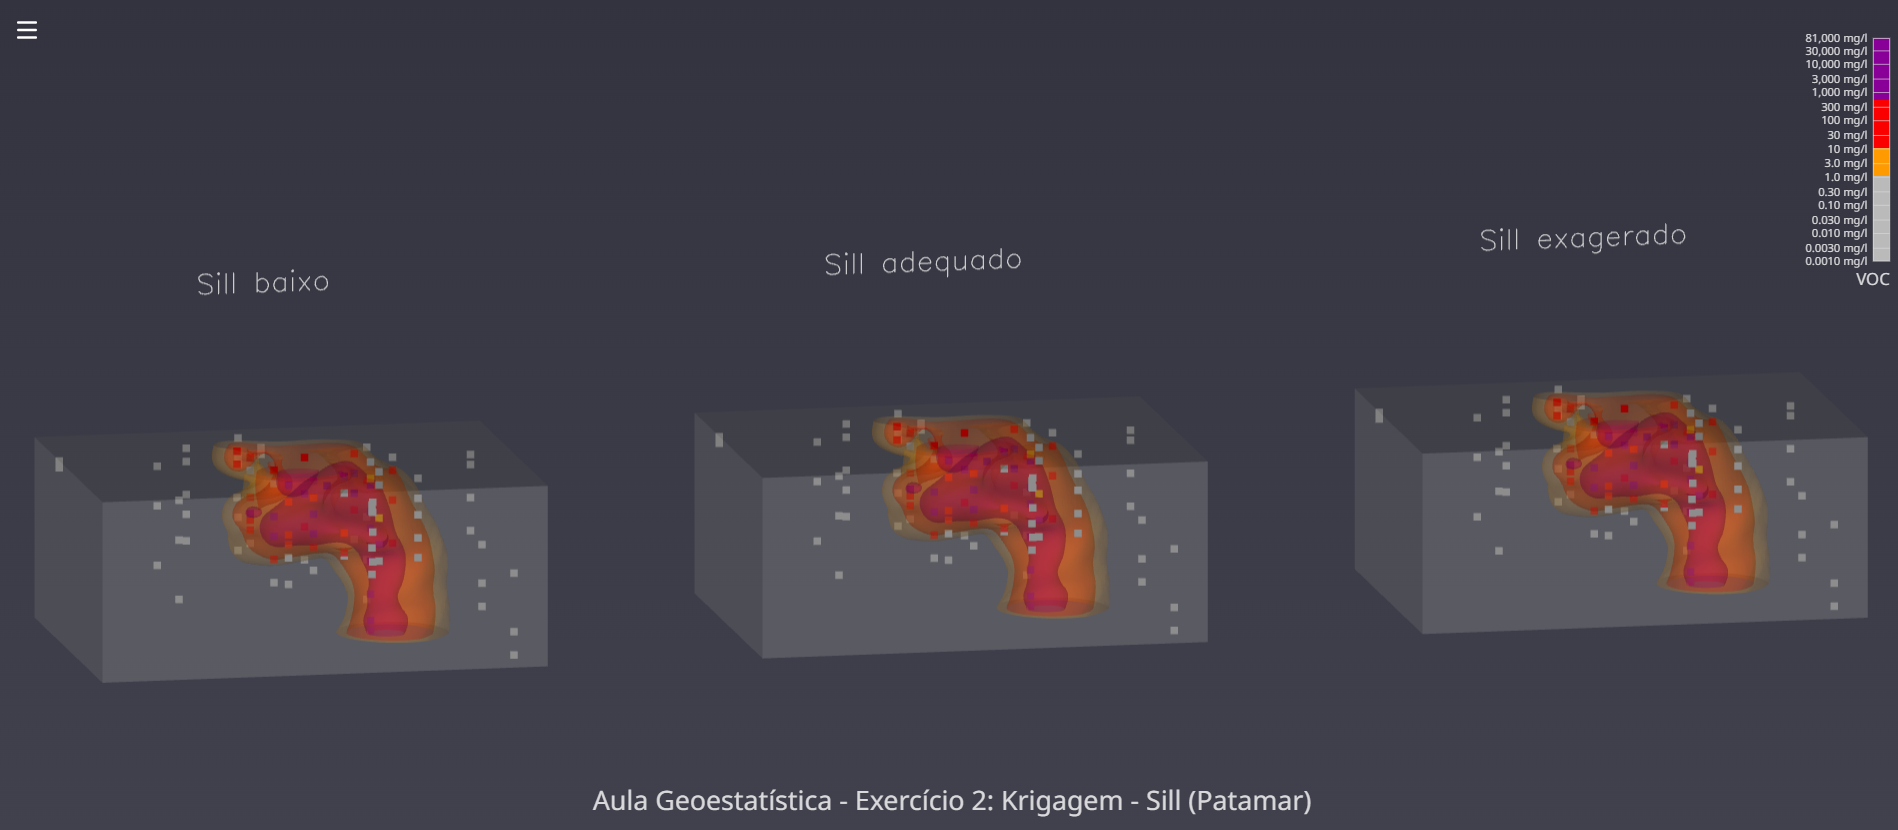 81,000 mg/l
30,000 mg/l
10,000 mg/l
3,000 mg/l
1,000 mg/l
300 mg/l
100 mg/l
30 mg/l
10 mg/l
3.0 mg/l
1.0 mg/l
0.30 mg/l
0.10 mg/l
0.030 mg/l
0.010 mg/l
0.0030 mg/l
0.0010 mg/l
VOC
Sill baixo
Sill adequado
Sill exagerado
Aula Geoestatística - Exercício 2: Krigagem - Sill (Patamar)